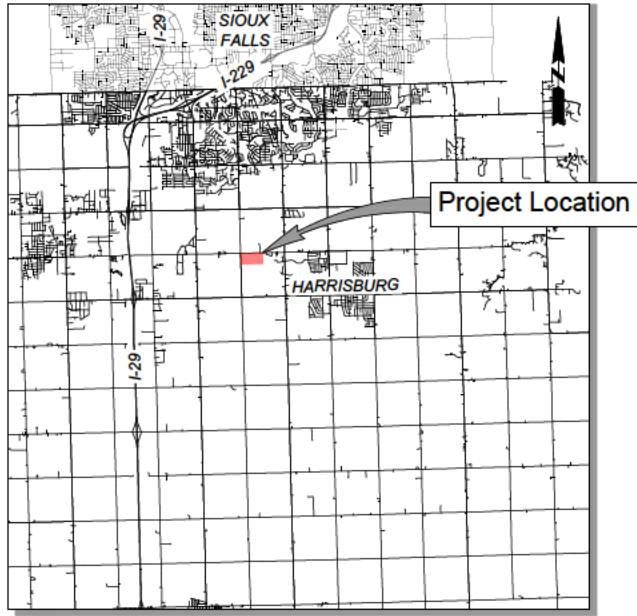 SIOUX
FALLS
I-29
I-229
N
Project Location
HARRISBURG
I-29